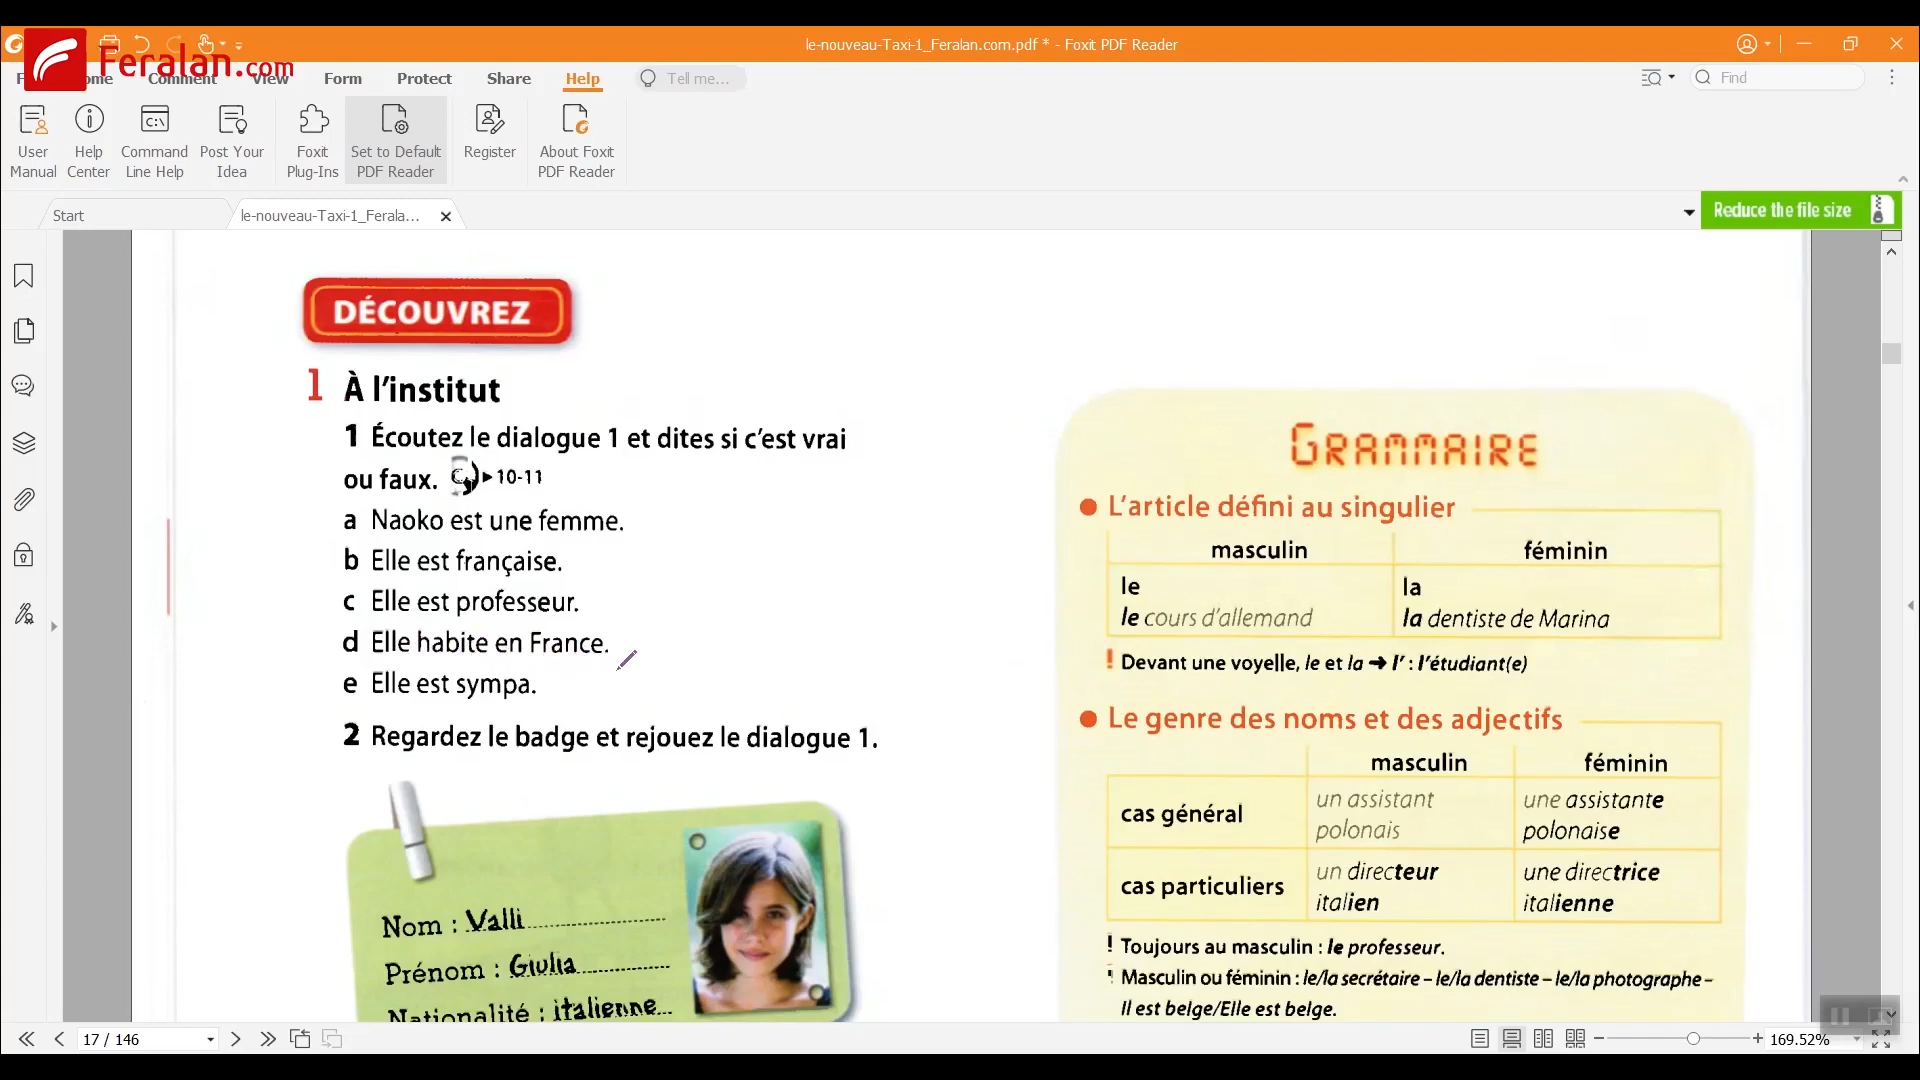 le-nouveau-Taxi-1_Feralan.com.pdf * - Foxit PDF Reader
Feralan.com
Comment
View
Form
Protect
Share
Help
Tell me...
Find
User Manual
Help Center
Command Line Help
Post Your Idea
Foxit Plug-Ins
Set to Default PDF Reader
Register
About Foxit PDF Reader
Start
le-nouveau-Taxi-1_Ferala...
Reduce the file size
DÉCOUVREZ
1 À l'institut
1 Écoutez le dialogue 1 et dites si c'est vrai
ou faux. ▸ 10-11
a Naoko est une femme.
b Elle est française.
c Elle est professeur.
d Elle habite en France.
e Elle est sympa.
2 Regardez le badge et rejouez le dialogue 1.
Nom : Valli
Prénom : Giulia
Nationalité : italienne
GRAMMAIRE
● L'article défini au singulier
masculin féminin
le la
le cours d'allemand la dentiste de Marina
! Devant une voyelle, le et la ➜ l' : l'étudiant(e)
● Le genre des noms et des adjectifs
masculin féminin
cas général
un assistant une assistante
polonais polonaise
cas particuliers
un directeur une directrice
italien italienne
! Toujours au masculin : le professeur.
! Masculin ou féminin : le/la secrétaire – le/la dentiste – le/la photographe –
Il est belge/Elle est belge.
17 / 146
169.52%